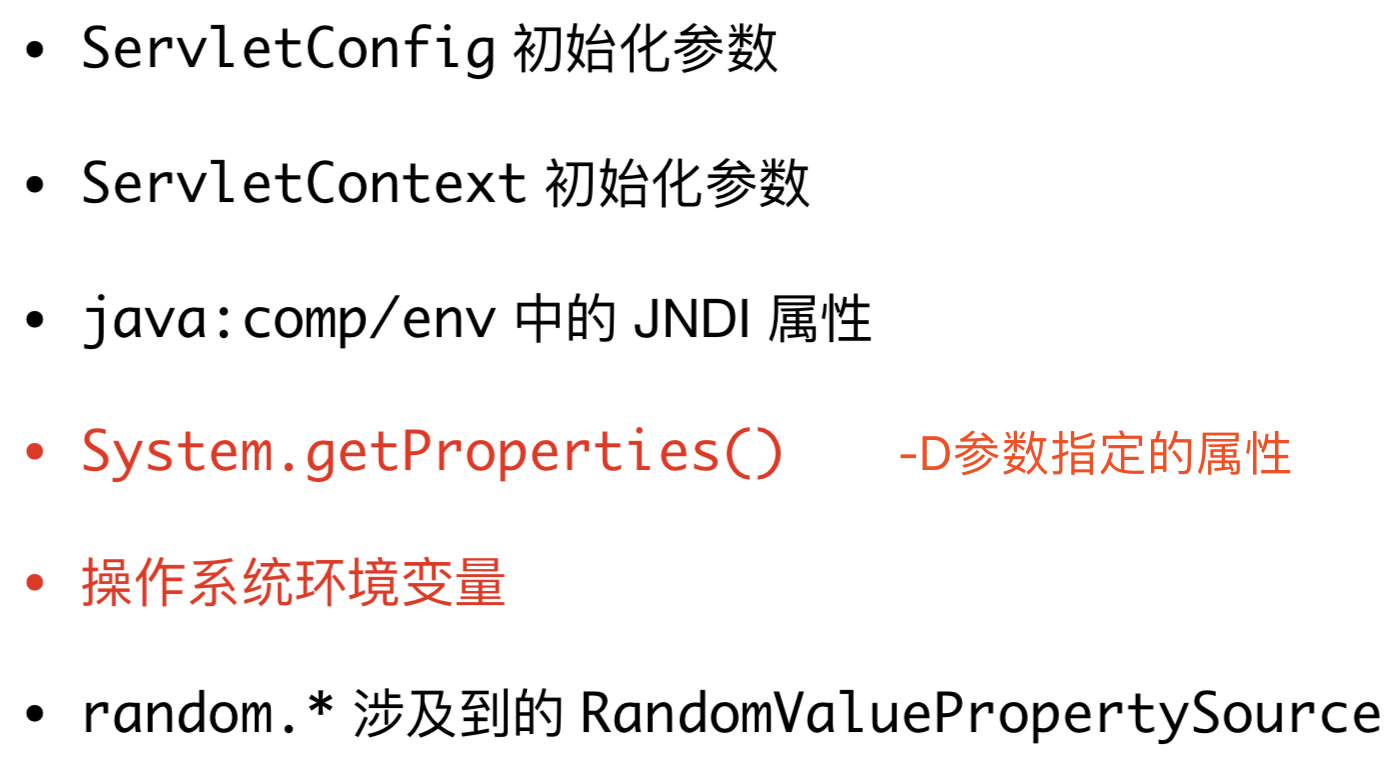 • ServletConfig 初始化参数
• ServletContext 初始化参数
• java:comp/env 中的 JNDI 属性
• System.getProperties() -D参数指定的属性
• 操作系统环境变量
• random.* 涉及到的 RandomValuePropertySource